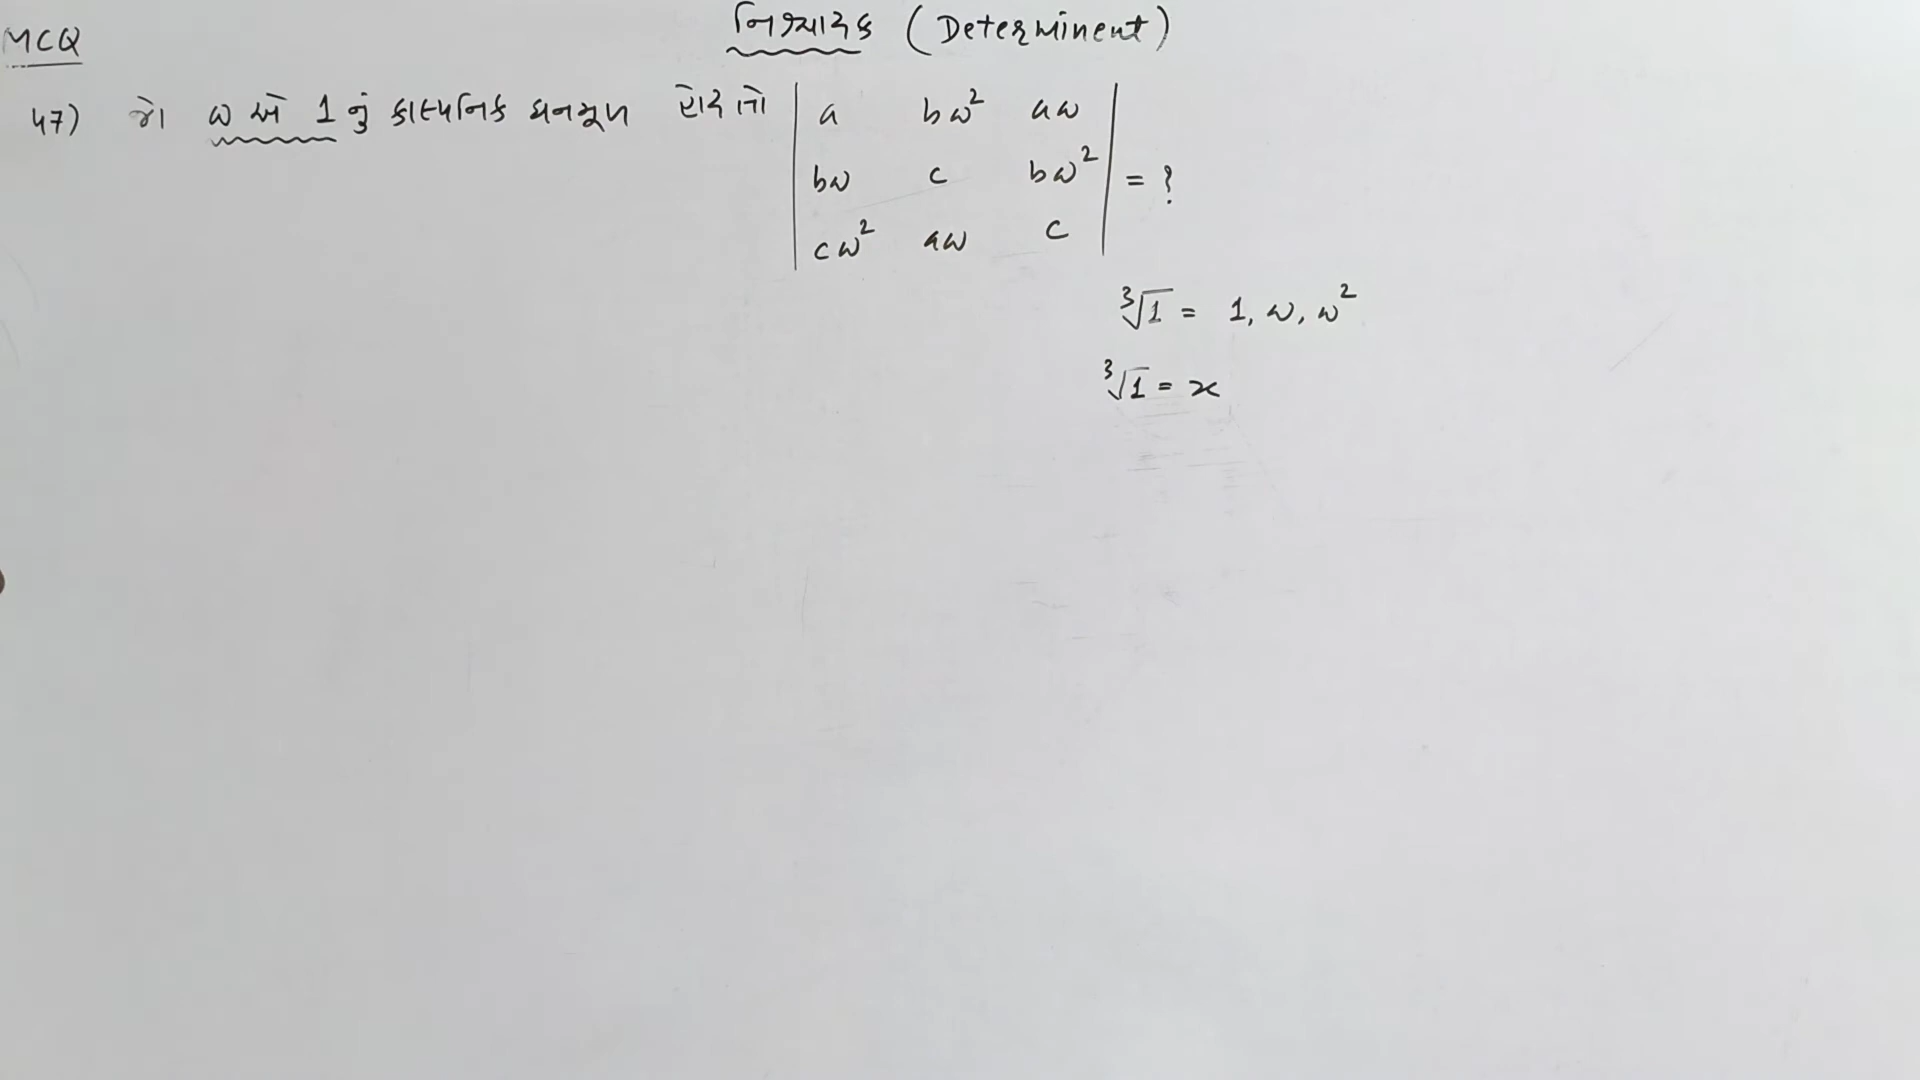 MCQ
નિશ્ચાયક (Determinent)
47) જો ω એ 1 નું કાલ્પનિક ઘનમૂળ હોય તો
| a bω² aω |
| bω c bω² | = ?
| cω² aω c |
∛1 = 1, ω, ω²
∛1 = x